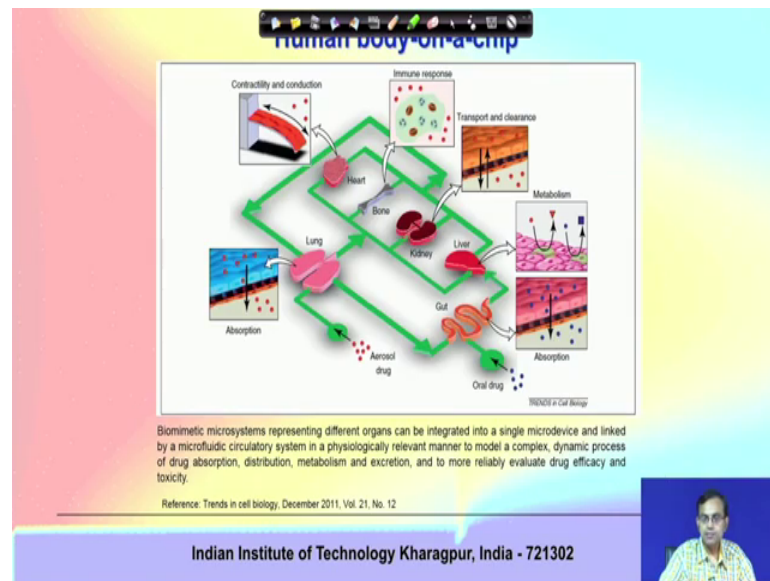 Human body-on-a-chip
Contractility and conduction
Immune response
Transport and clearance
Heart
Metabolism
Bone
Lung
Kidney
Liver
Gut
Absorption
Absorption
Aerosol
drug
Oral drug
TRENDS in Cell Biology
Biomimetic microsystems representing different organs can be integrated into a single microdevice and linked
by a microfluidic circulatory system in a physiologically relevant manner to model a complex, dynamic process
of drug absorption, distribution, metabolism and excretion, and to more reliably evaluate drug efficacy and
toxicity.
Reference: Trends in cell biology, December 2011, Vol. 21, No. 12
Indian Institute of Technology Kharagpur, India - 721302